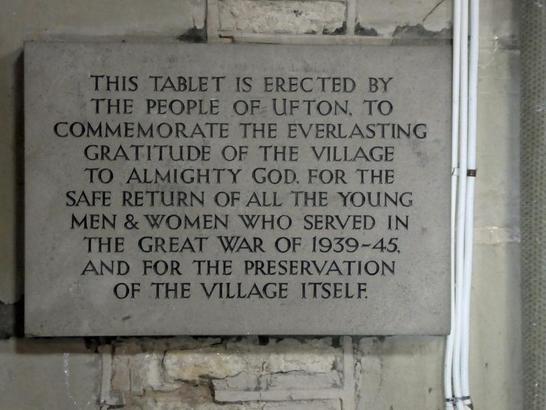 THIS TABLET IS ERECTED BY
THE PEOPLE OF UFTON, TO
COMMEMORATE THE EVERLASTING
GRATITUDE OF THE VILLAGE
TO ALMIGHTY GOD, FOR THE
SAFE RETURN OF ALL THE YOUNG
MEN & WOMEN WHO SERVED IN
THE GREAT WAR OF 1939-45,
AND FOR THE PRESERVATION
OF THE VILLAGE ITSELF.